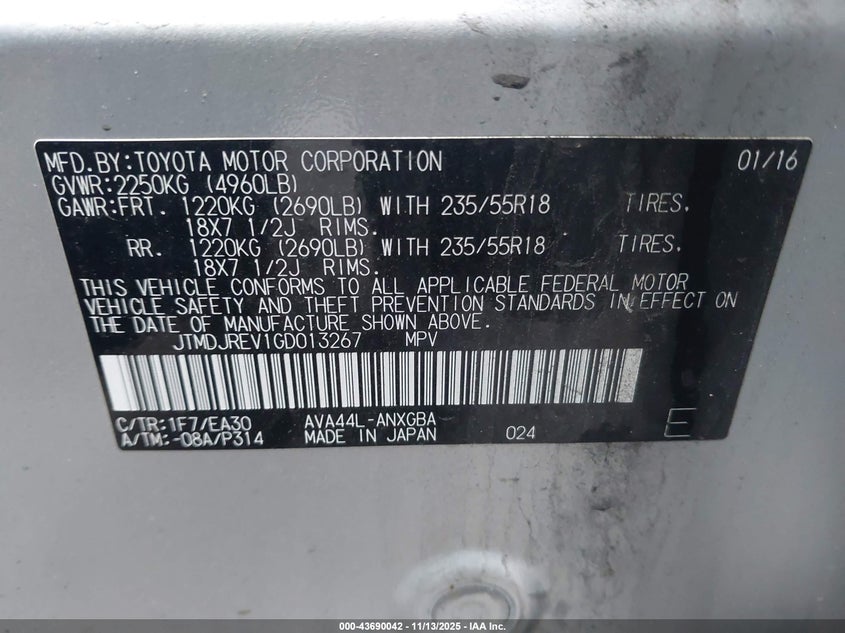 MFD.BY:TOYOTA MOTOR CORPORATION 01/16
GVWR:2250KG (4960LB)
GAWR:FRT. 1220KG (2690LB) WITH 235/55R18 TIRES.
18X7 1/2J RIMS.
RR. 1220KG (2690LB) WITH 235/55R18 TIRES.
18X7 1/2J RIMS.
THIS VEHICLE CONFORMS TO ALL APPLICABLE FEDERAL MOTOR
VEHICLE SAFETY AND THEFT PREVENTION STANDARDS IN EFFECT ON
THE DATE OF MANUFACTURE SHOWN ABOVE.
JTMDJREV1GD013267 MPV
C/TR:1F7/EA30 AVA44L-ANXGBA
A/TM:-08A/P314 MADE IN JAPAN 024 E
000-43690042 - 11/13/2025 - IAA Inc.